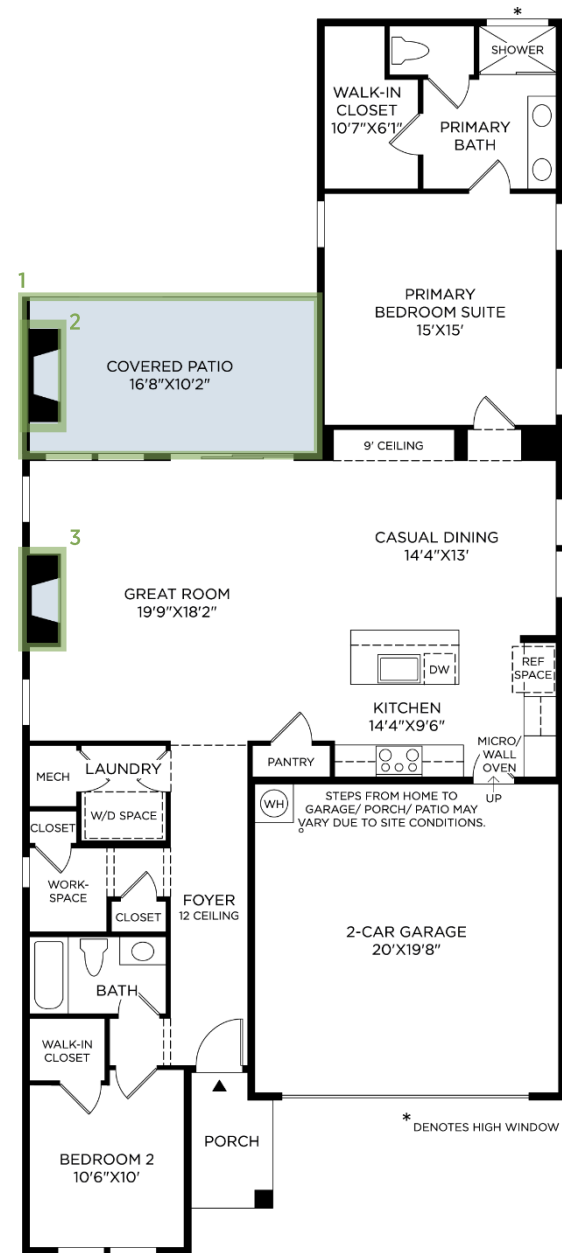 *
SHOWER
WALK-IN
CLOSET
10'7"X6'1"
PRIMARY
BATH
PRIMARY
BEDROOM SUITE
15'X15'
1
2
COVERED PATIO
16'8"X10'2"
9' CEILING
3
CASUAL DINING
14'4"X13'
GREAT ROOM
19'9"X18'2"
DW
REF
SPACE
KITCHEN
14'4"X9'6"
PANTRY
MICRO/
WALL
OVEN
UP
MECH
LAUNDRY
W/D SPACE
WH
STEPS FROM HOME TO
GARAGE/ PORCH/ PATIO MAY
VARY DUE TO SITE CONDITIONS.
CLOSET
WORK-
SPACE
CLOSET
FOYER
12 CEILING
2-CAR GARAGE
20'X19'8"
BATH
WALK-IN
CLOSET
PORCH
* DENOTES HIGH WINDOW
BEDROOM 2
10'6"X10'